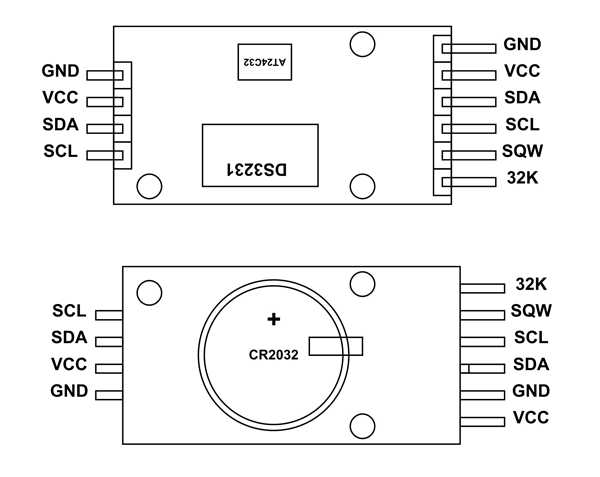 GND
VCC
SDA
SCL
AT24C32
DS3231
GND
VCC
SDA
SCL
SQW
32K
SCL
SDA
VCC
GND
+
CR2032
32K
SQW
SCL
SDA
GND
VCC